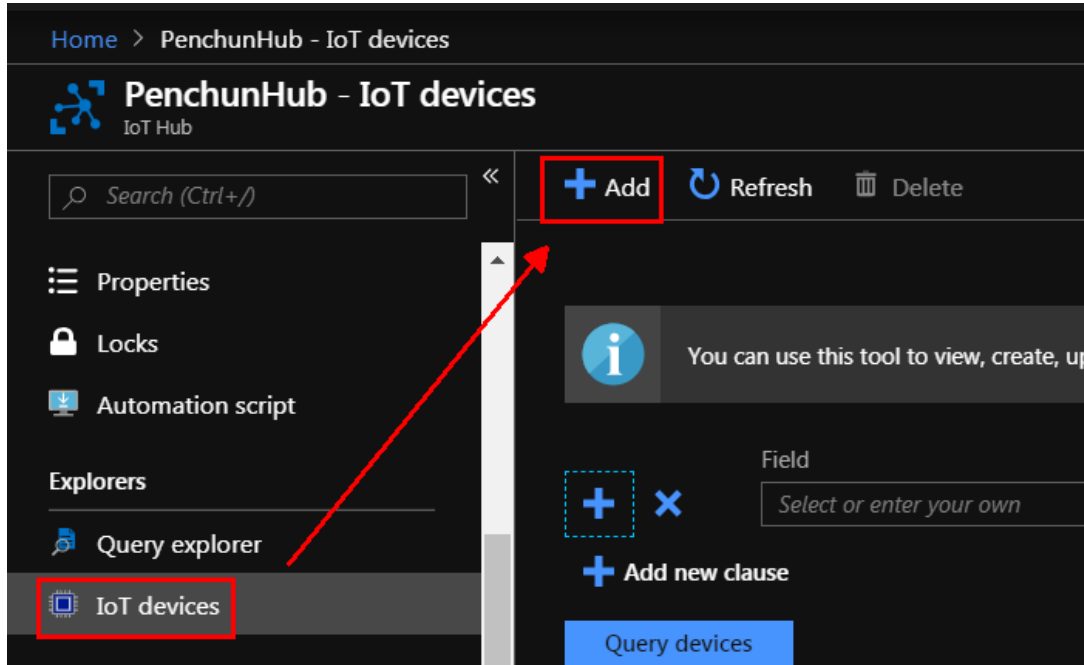 Home > PenchunHub - IoT devices
PenchunHub - IoT devices
IoT Hub
Search (Ctrl+/)
«
Add
Refresh
Delete
Properties
Locks
Automation script
Explorers
Query explorer
IoT devices
You can use this tool to view, create, up
Field
Select or enter your own
Add new clause
Query devices